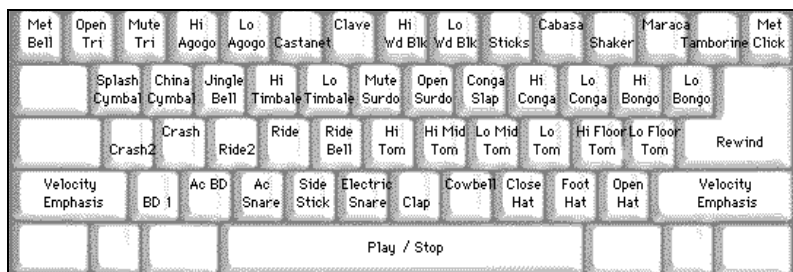 Met Bell Open Tri Mute Tri Hi Agogo Lo Agogo Castanet Clave Hi Wd Blk Lo Wd Blk Sticks Cabasa Shaker Maraca Tamborine Met Click
Splash Cymbal China Cymbal Jingle Bell Hi Timbale Lo Timbale Mute Surdo Open Surdo Conga Slap Hi Conga Lo Conga Hi Bongo Lo Bongo
Crash2 Crash Ride2 Ride Ride Bell Hi Tom Hi Mid Tom Lo Mid Tom Lo Tom Hi Floor Tom Lo Floor Tom Rewind
Velocity Emphasis BD 1 Ac BD Ac Snare Side Stick Electric Snare Clap Cowbell Close Hat Foot Hat Open Hat Velocity Emphasis
Play / Stop